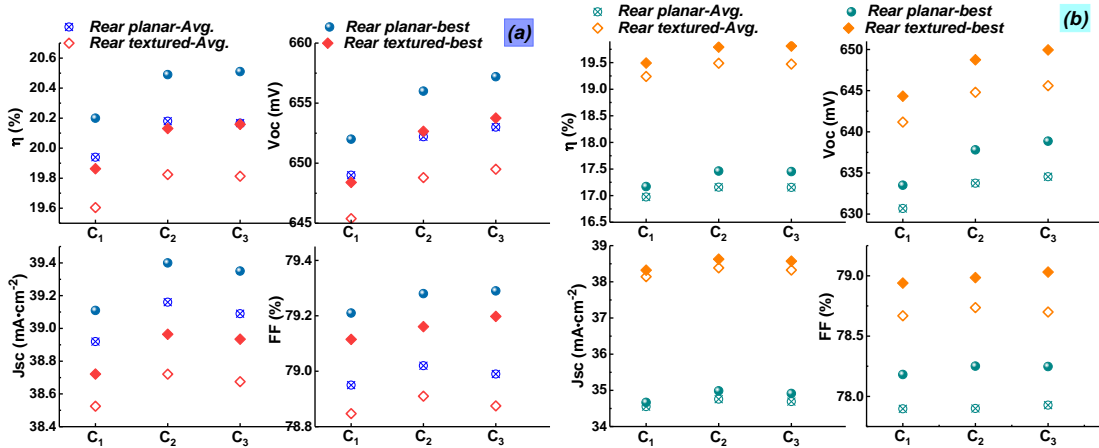 Rear planar-Avg.
Rear textured-Avg.
Rear planar-best
Rear textured-best
(a)
η (%)
20.8
20.6
20.4
20.2
20.0
19.8
19.6
C1 C2 C3
Voc (mV)
660
655
650
645
C1 C2 C3
Jsc (mA•cm⁻²)
39.4
39.2
39.0
38.8
38.6
38.4
C1 C2 C3
FF (%)
79.4
79.2
79.0
78.8
C1 C2 C3
Rear planar-Avg.
Rear textured-Avg.
Rear planar-best
Rear textured-best
(b)
η (%)
19.5
19.0
18.5
18.0
17.5
17.0
16.5
C1 C2 C3
Voc (mV)
650
645
640
635
630
C1 C2 C3
Jsc (mA•cm⁻²)
39
38
37
36
35
34
C1 C2 C3
FF (%)
79.0
78.5
78.0
C1 C2 C3